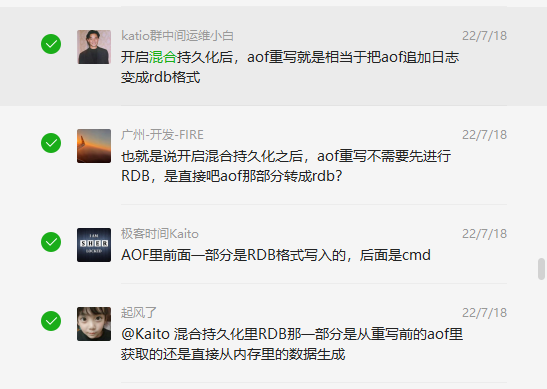 katio群中间运维小白 22/7/18
开启混合持久化后，aof重写就是相当于把aof追加日志
变成rdb格式
广州-开发-FIRE 22/7/18
也就是说开启混合持久化之后，aof重写不需要先进行
RDB，是直接吧aof那部分转成rdb？
极客时间Kaito 22/7/18
I AM
SHER
LOCKED
AOF里前面一部分是RDB格式写入的，后面是cmd
起风了 22/7/18
@Kaito 混合持久化里RDB那一部分是从重写前的aof里
获取的还是直接从内存里的数据生成